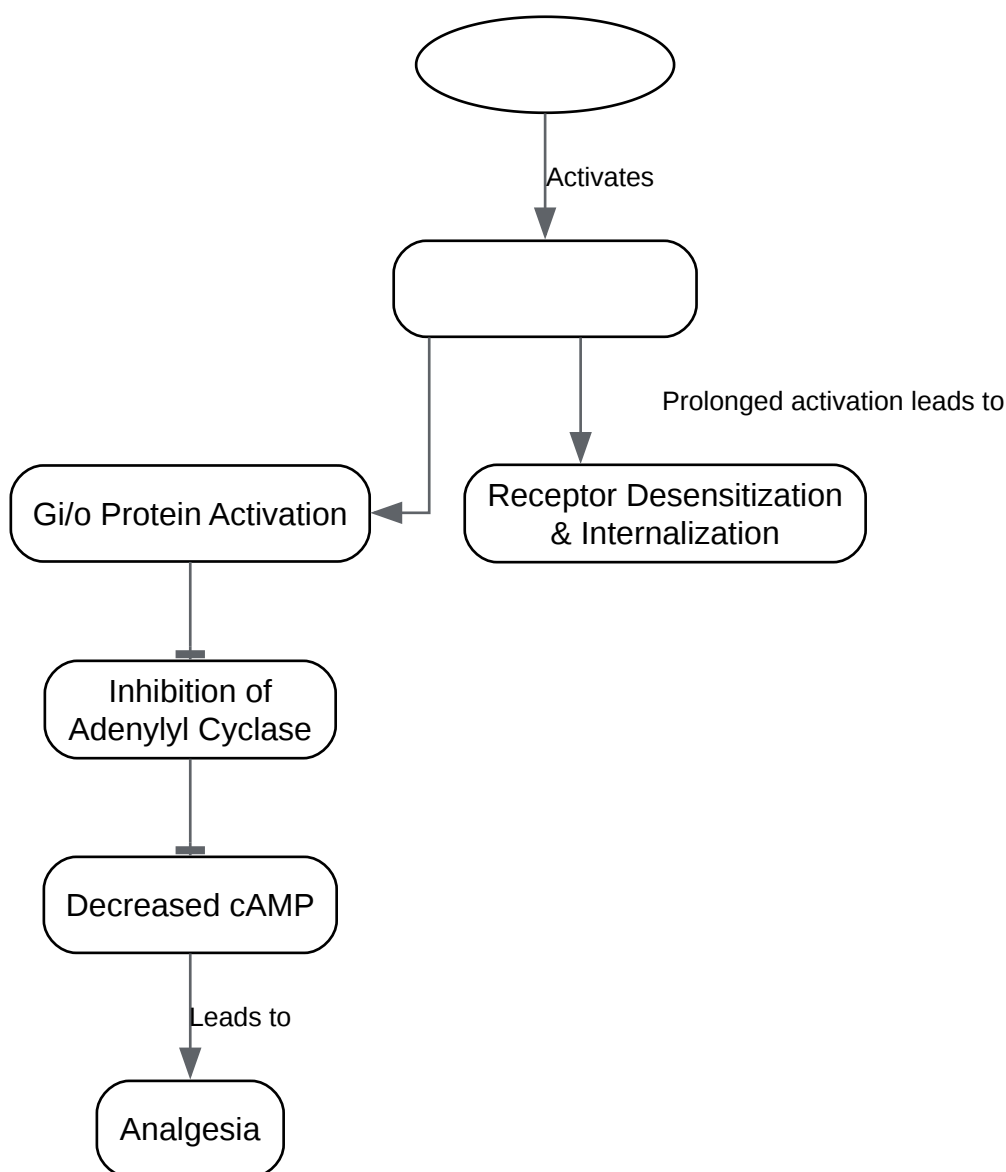 Activates
Prolonged activation leads to
Gi/o Protein Activation
Receptor Desensitization
& Internalization
Inhibition of
Adenylyl Cyclase
Decreased cAMP
Leads to
Analgesia